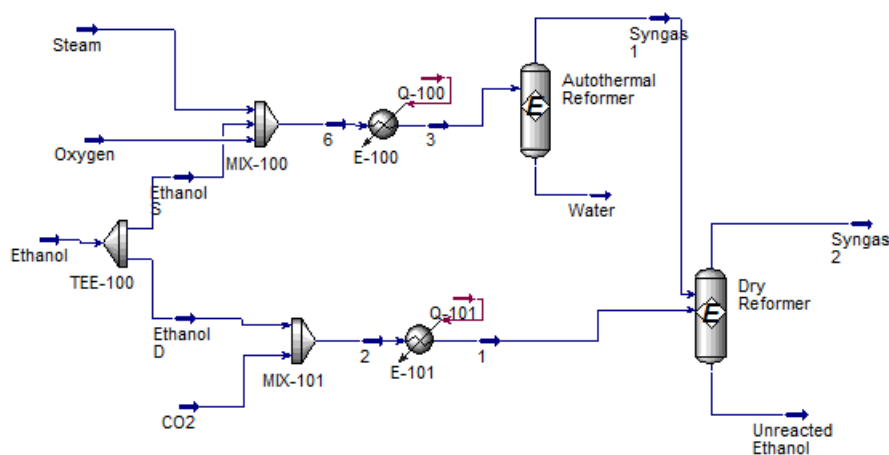 Steam
Oxygen
MIX-100
6
Q-100
E-100
3
Syngas
1
Autothermal
Reformer
E
Water
Ethanol
S
Ethanol
TEE-100
Ethanol
D
CO2
MIX-101
2
Q-101
E-101
1
Syngas
2
Dry
Reformer
E
Unreacted
Ethanol